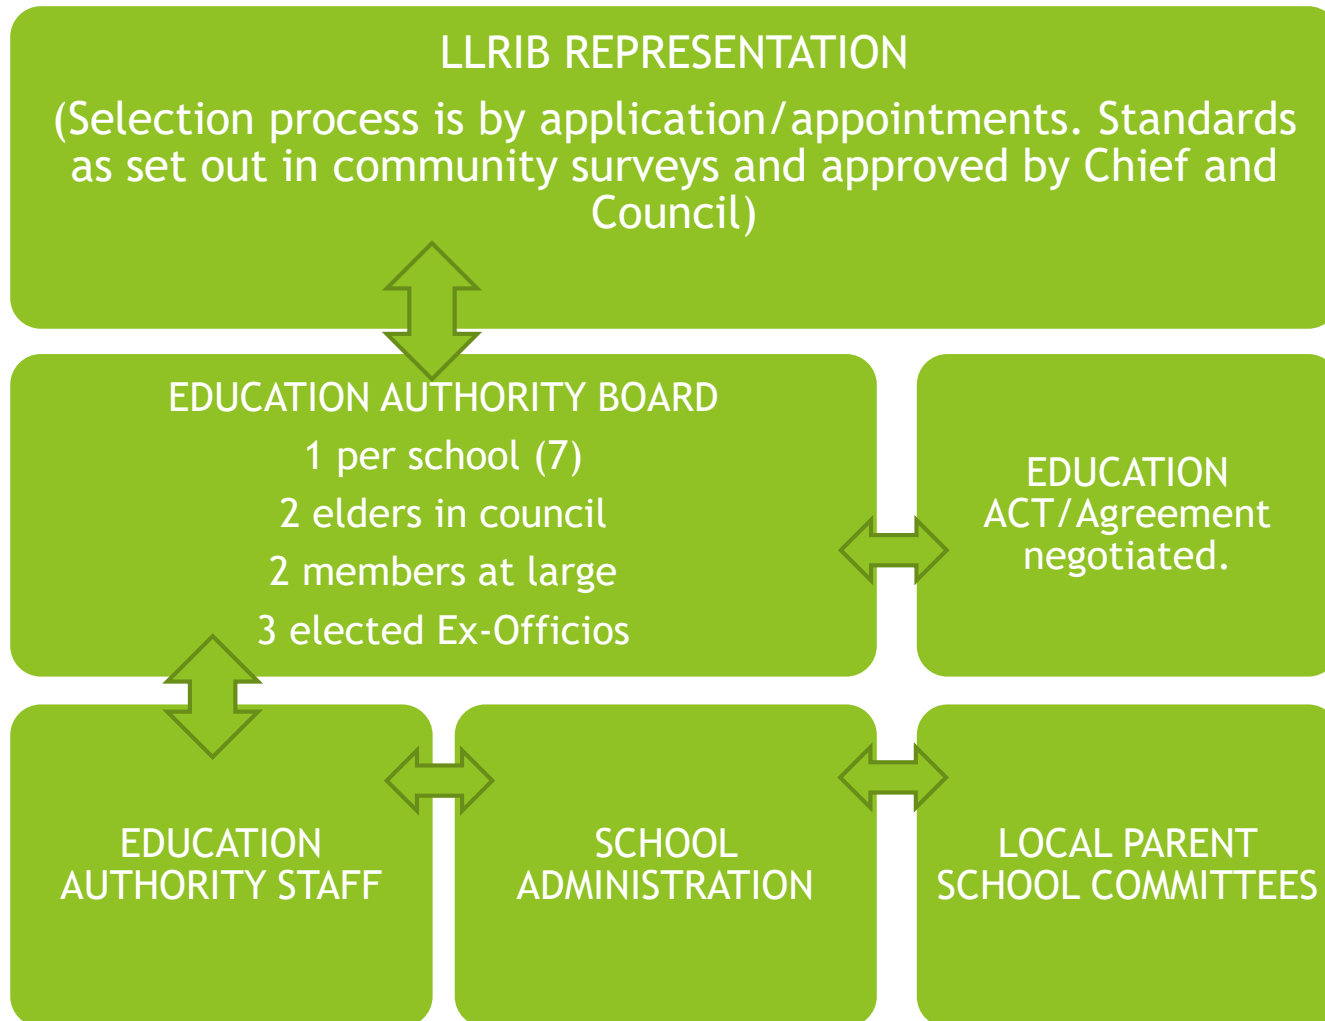 LLRIB REPRESENTATION
(Selection process is by application/appointments. Standards
as set out in community surveys and approved by Chief and
Council)
EDUCATION AUTHORITY BOARD
1 per school (7)
2 elders in council
2 members at large
3 elected Ex-Officios
EDUCATION
ACT/Agreement
negotiated.
EDUCATION
AUTHORITY STAFF
SCHOOL
ADMINISTRATION
LOCAL PARENT
SCHOOL COMMITTEES